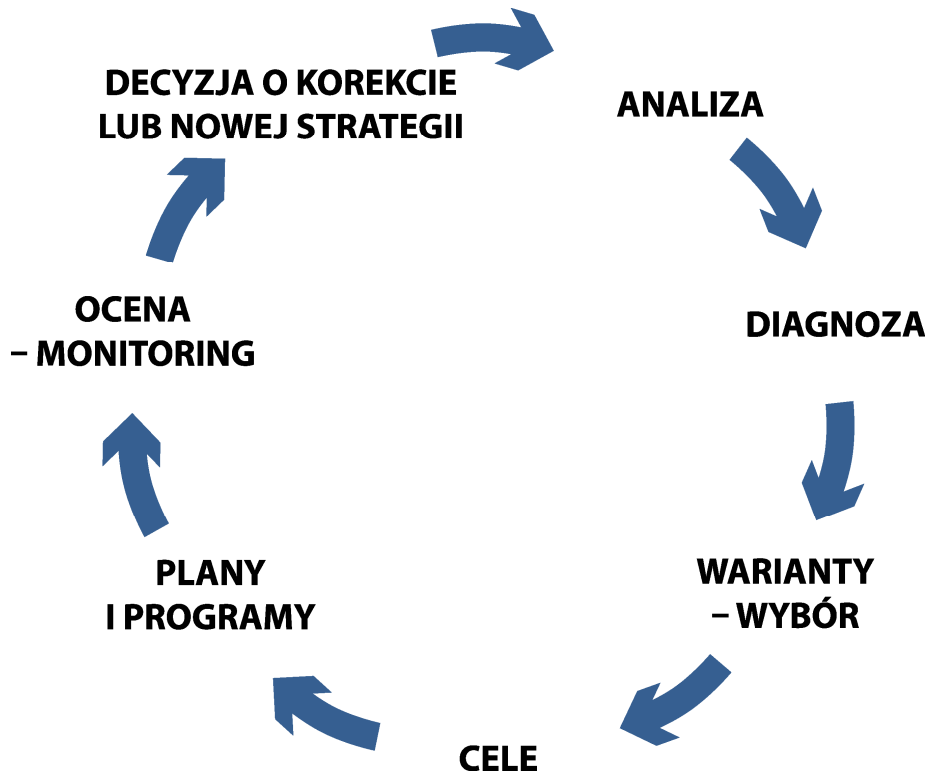 DECYZJA O KOREKCIE
LUB NOWEJ STRATEGII
ANALIZA
DIAGNOZA
WARIANTY
– WYBÓR
CELE
PLANY
I PROGRAMY
OCENA
– MONITORING